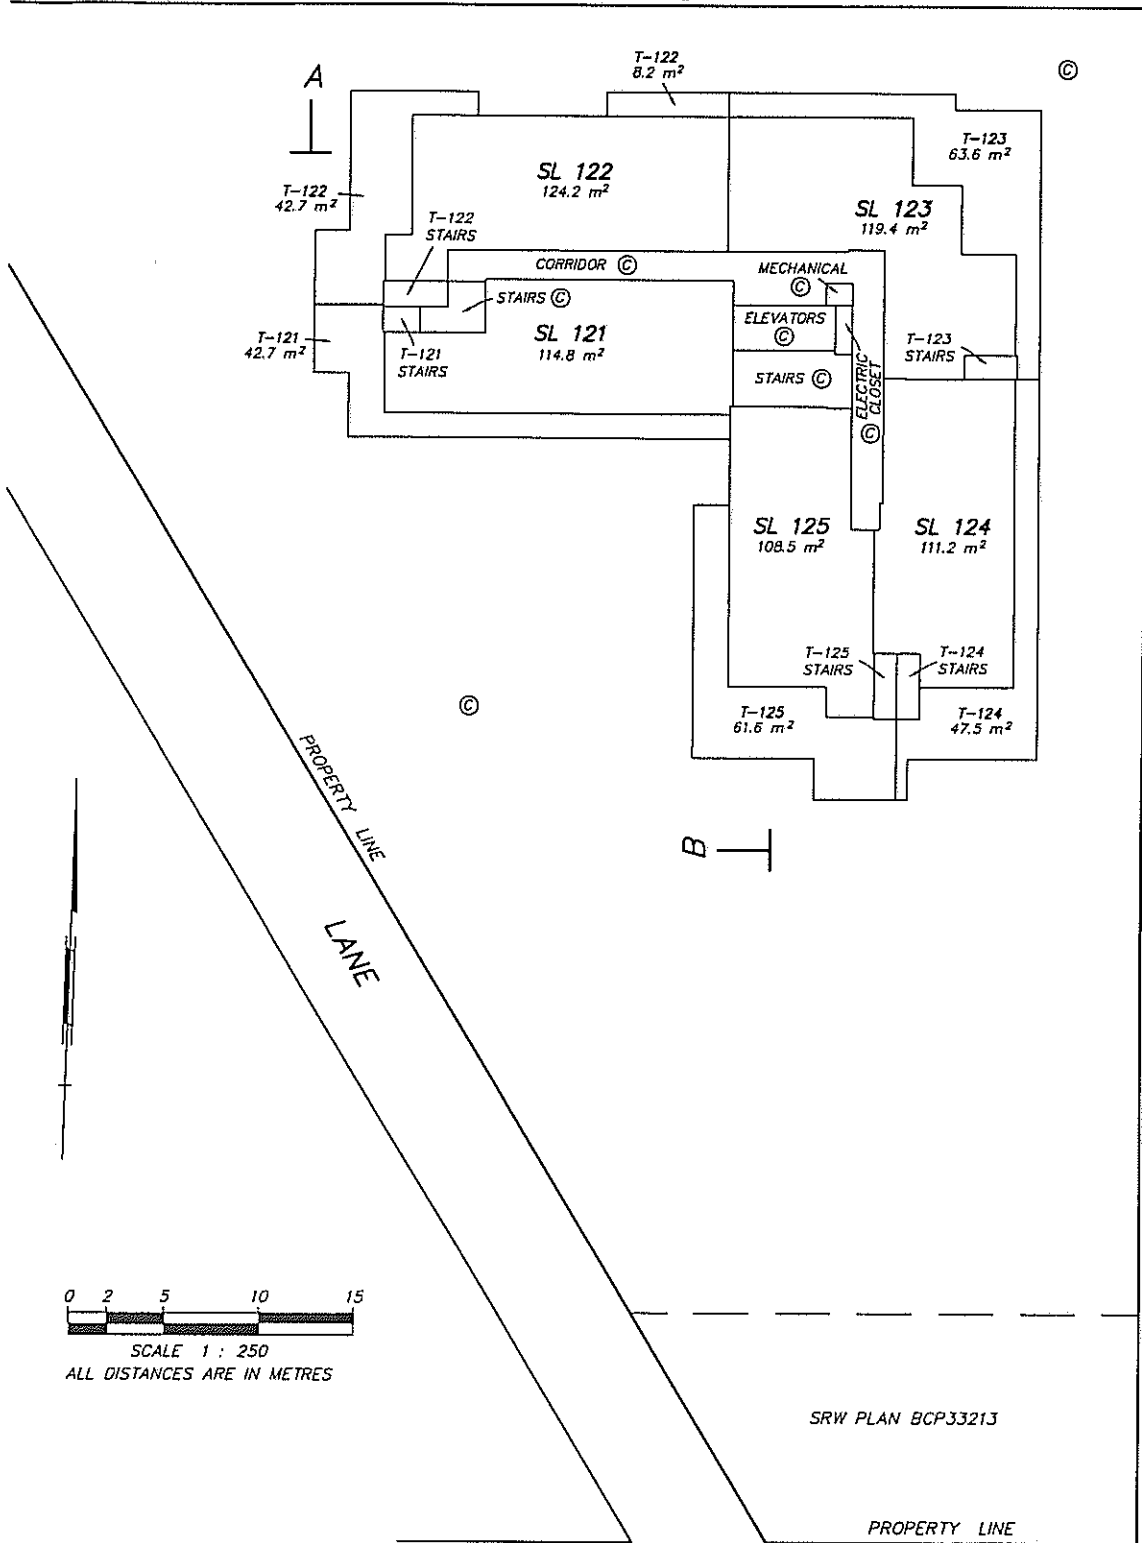 A
T-122
8.2 m²
©
T-123
63.6 m²
SL 122
124.2 m²
T-122
42.7 m²
SL 123
119.4 m²
T-122
STAIRS
CORRIDOR ©
MECHANICAL
©
STAIRS ©
ELEVATORS
©
SL 121
114.8 m²
T-121
42.7 m²
T-121
STAIRS
T-123
STAIRS
STAIRS ©
ELECTRIC
CLOSET
©
SL 125
108.5 m²
SL 124
111.2 m²
T-125
STAIRS
T-124
STAIRS
©
T-125
61.6 m²
T-124
47.5 m²
PROPERTY LINE
B
LANE
0 2 5 10 15
SCALE 1 : 250
ALL DISTANCES ARE IN METRES
SRW PLAN BCP33213
PROPERTY LINE